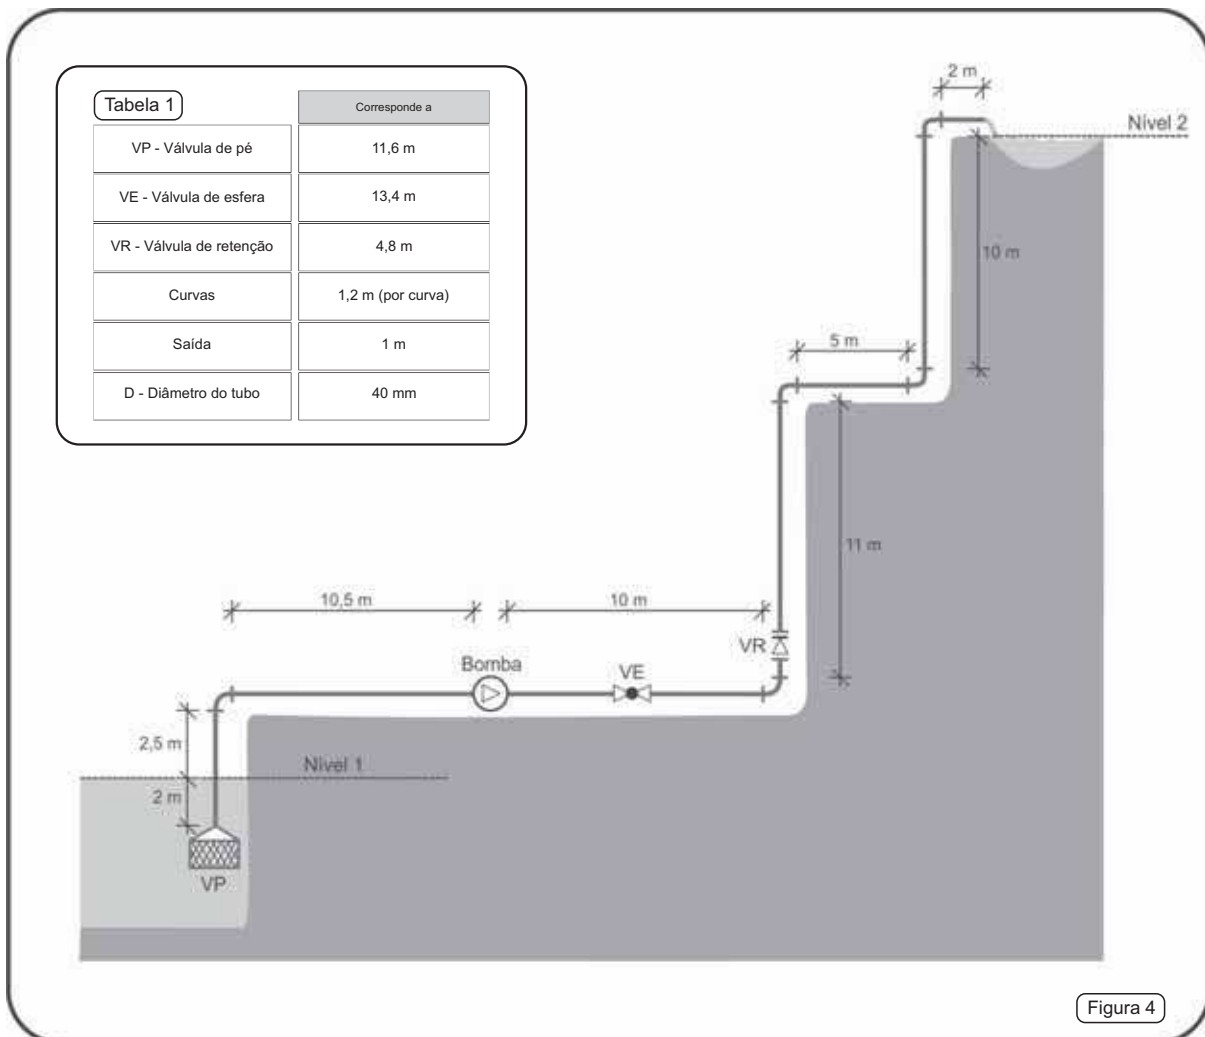 Tabela 1
Corresponde a
VP - Válvula de pé
11,6 m
VE - Válvula de esfera
13,4 m
VR - Válvula de retenção
4,8 m
Curvas
1,2 m (por curva)
Saída
1 m
D - Diâmetro do tubo
40 mm
2 m
Nível 2
10 m
5 m
11 m
10,5 m
10 m
VR
Bomba
VE
2,5 m
Nível 1
2 m
VP
Figura 4